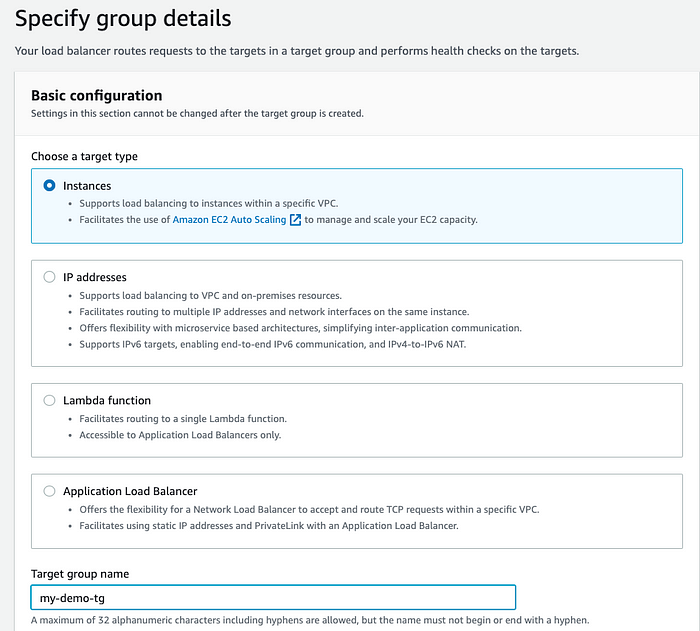 Specify group details
Your load balancer routes requests to the targets in a target group and performs health checks on the targets.
Basic configuration
Settings in this section cannot be changed after the target group is created.
Choose a target type
Instances
• Supports load balancing to instances within a specific VPC.
• Facilitates the use of Amazon EC2 Auto Scaling to manage and scale your EC2 capacity.
IP addresses
• Supports load balancing to VPC and on-premises resources.
• Facilitates routing to multiple IP addresses and network interfaces on the same instance.
• Offers flexibility with microservice based architectures, simplifying inter-application communication.
• Supports IPv6 targets, enabling end-to-end IPv6 communication, and IPv4-to-IPv6 NAT.
Lambda function
• Facilitates routing to a single Lambda function.
• Accessible to Application Load Balancers only.
Application Load Balancer
• Offers the flexibility for a Network Load Balancer to accept and route TCP requests within a specific VPC.
• Facilitates using static IP addresses and PrivateLink with an Application Load Balancer.
Target group name
my-demo-tg
A maximum of 32 alphanumeric characters including hyphens are allowed, but the name must not begin or end with a hyphen.